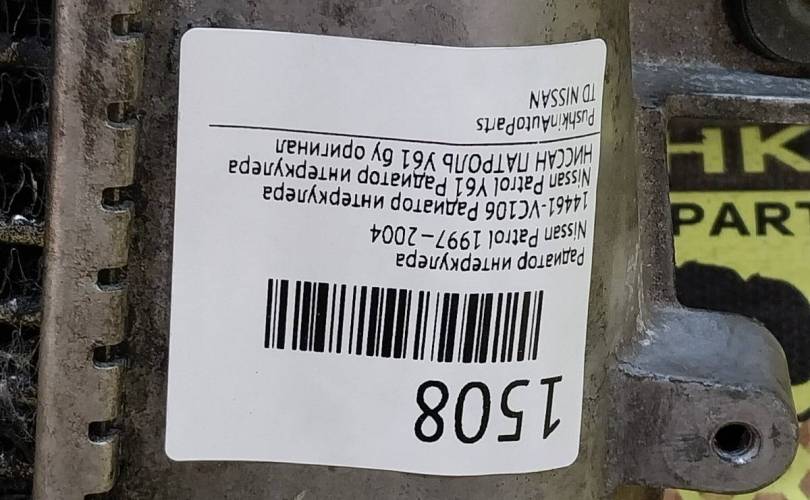 1508
Радиатор интеркулера
Nissan Patrol 1997-2004
14461-VC106 Радиатор интеркулера
Nissan Patrol Y61 Радиатор интеркулера
НИССАН ПАТРОЛЬ У61 бу оригинал
PushkinAutoParts
TD NISSAN